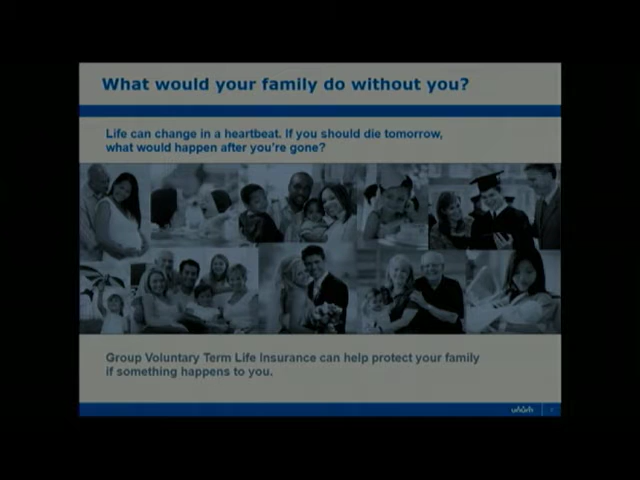 What would your family do without you?
Life can change in a heartbeat. If you should die tomorrow,
what would happen after you're gone?
Group Voluntary Term Life Insurance can help protect your family
if something happens to you.